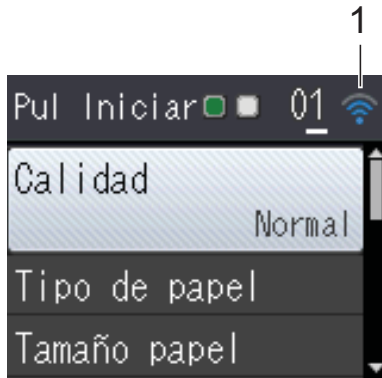 1
Pul Iniciar 01
Calidad
Normal
Tipo de papel
Tamaño papel